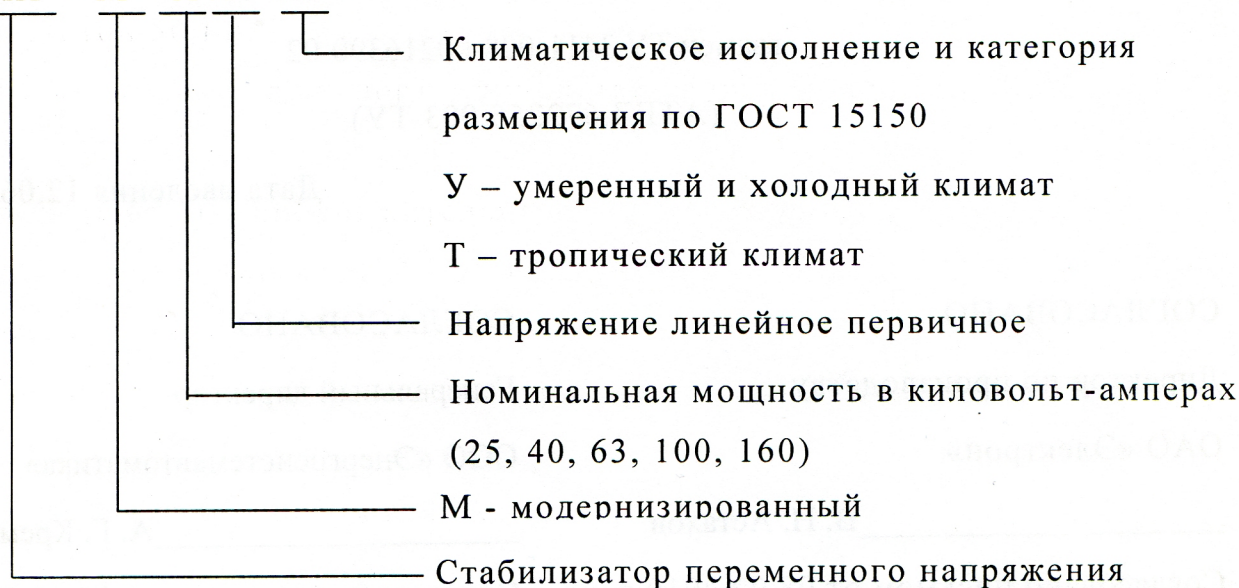 Климатическое исполнение и категория
размещения по ГОСТ 15150
У – умеренный и холодный климат
Т – тропический климат
Напряжение линейное первичное
Номинальная мощность в киловольт-амперах
(25, 40, 63, 100, 160)
М - модернизированный
Стабилизатор переменного напряжения